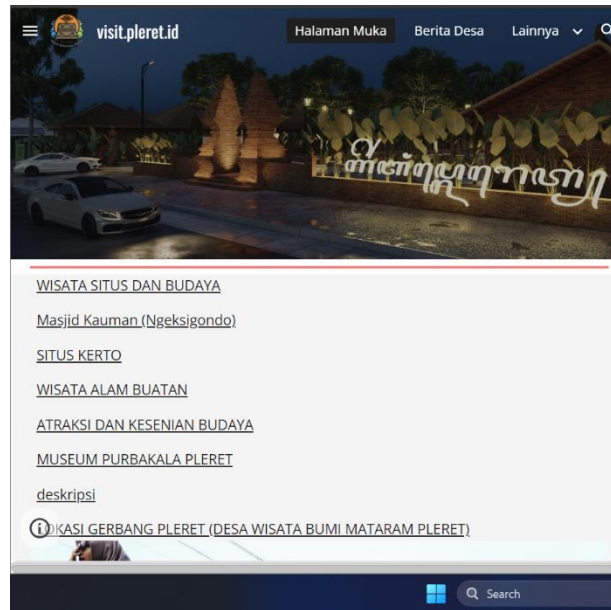 visit.pleret.id Halaman Muka Berita Desa Lainnya
WISATA SITUS DAN BUDAYA
Masjid Kauman (Ngeksigondo)
SITUS KERTO
WISATA ALAM BUATAN
ATRAKSI DAN KESENIAN BUDAYA
MUSEUM PURBAKALA PLERET
deskripsi
KASI GERBANG PLERET (DESA WISATA BUMI MATARAM PLERET)
Search